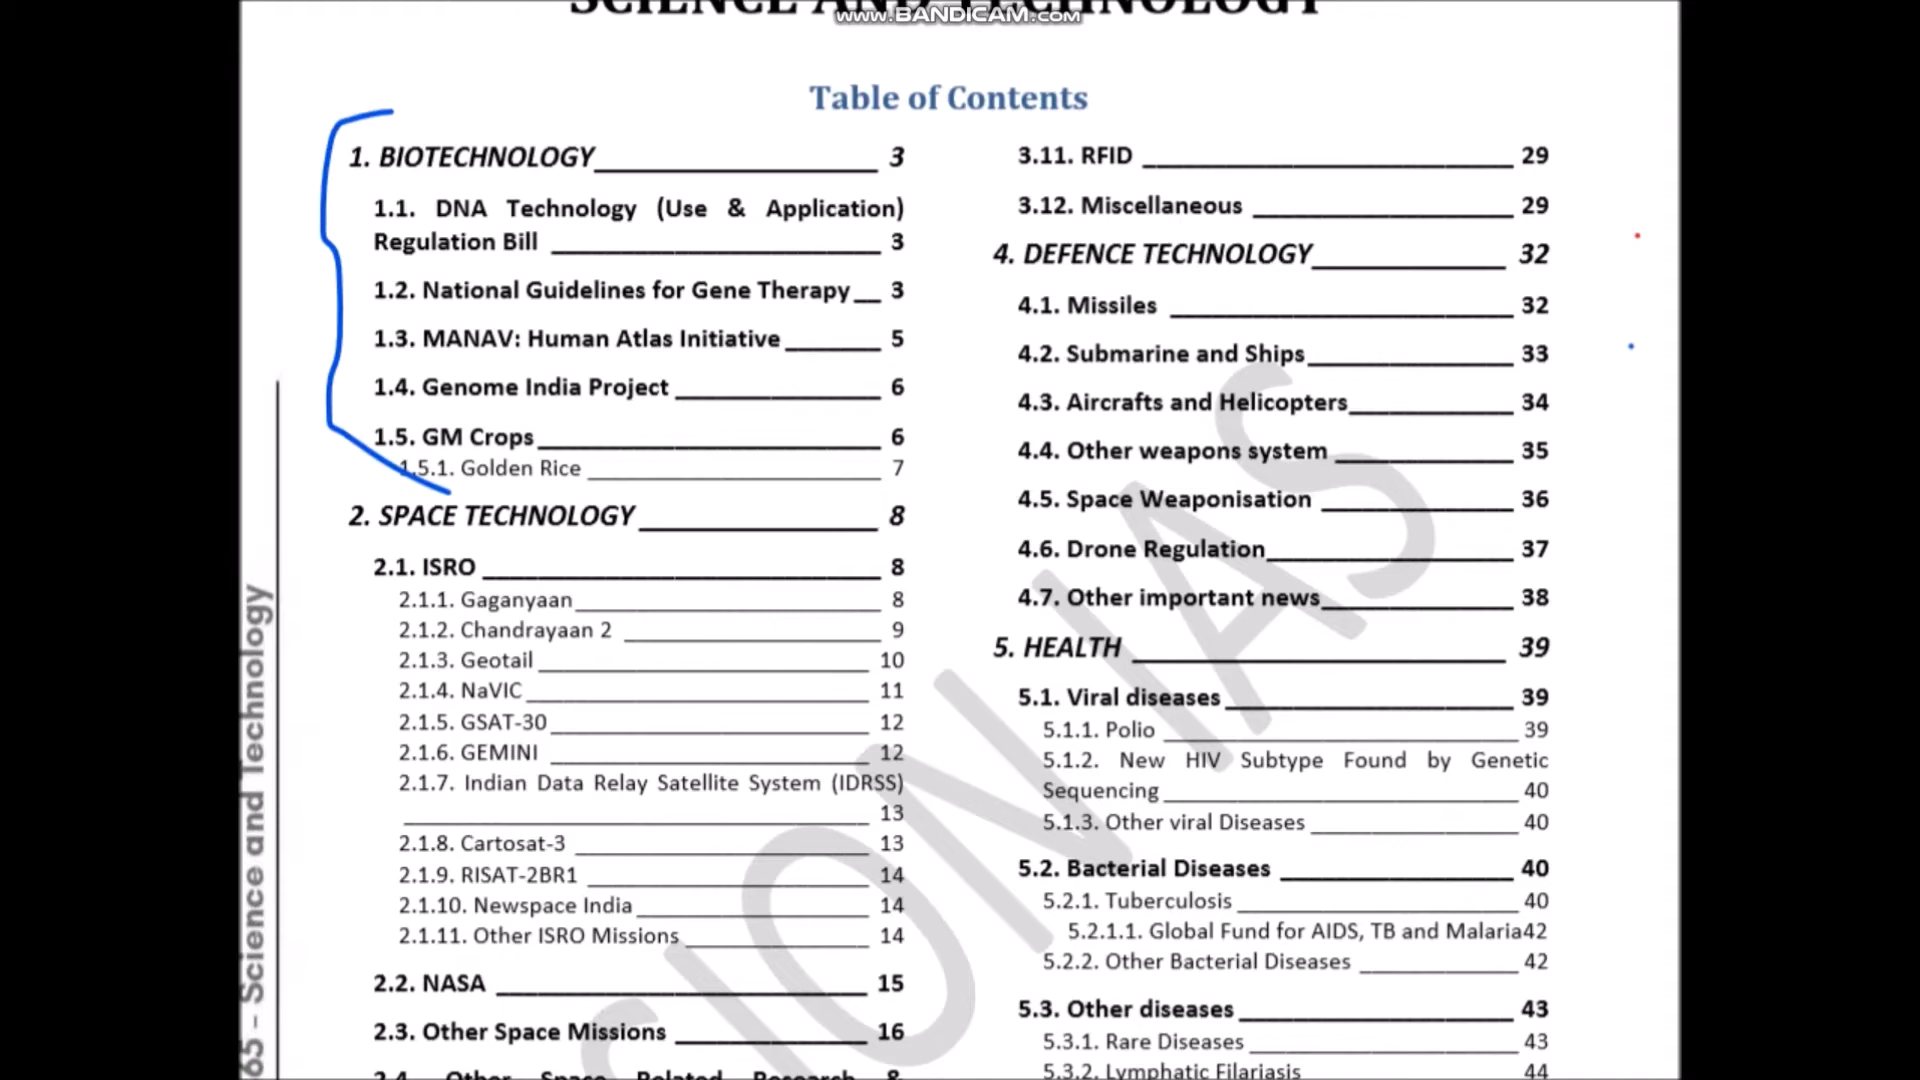 SCIENCE AND TECHNOLOGY
www.BANDICAM.com
Table of Contents
1. BIOTECHNOLOGY 3
1.1. DNA Technology (Use & Application)
Regulation Bill 3
1.2. National Guidelines for Gene Therapy 3
1.3. MANAV: Human Atlas Initiative 5
1.4. Genome India Project 6
1.5. GM Crops 6
1.5.1. Golden Rice 7
2. SPACE TECHNOLOGY 8
2.1. ISRO 8
2.1.1. Gaganyaan 8
2.1.2. Chandrayaan 2 9
2.1.3. Geotail 10
2.1.4. NaVIC 11
2.1.5. GSAT-30 12
2.1.6. GEMINI 12
2.1.7. Indian Data Relay Satellite System (IDRSS)
13
2.1.8. Cartosat-3 13
2.1.9. RISAT-2BR1 14
2.1.10. Newspace India 14
2.1.11. Other ISRO Missions 14
2.2. NASA 15
2.3. Other Space Missions 16
2.4. Other Space Related Research &
3.11. RFID 29
3.12. Miscellaneous 29
4. DEFENCE TECHNOLOGY 32
4.1. Missiles 32
4.2. Submarine and Ships 33
4.3. Aircrafts and Helicopters 34
4.4. Other weapons system 35
4.5. Space Weaponisation 36
4.6. Drone Regulation 37
4.7. Other important news 38
5. HEALTH 39
5.1. Viral diseases 39
5.1.1. Polio 39
5.1.2. New HIV Subtype Found by Genetic
Sequencing 40
5.1.3. Other viral Diseases 40
5.2. Bacterial Diseases 40
5.2.1. Tuberculosis 40
5.2.1.1. Global Fund for AIDS, TB and Malaria42
5.2.2. Other Bacterial Diseases 42
5.3. Other diseases 43
5.3.1. Rare Diseases 43
5.3.2. Lymphatic Filariasis 44
65 – Science and Technology
SION IAS